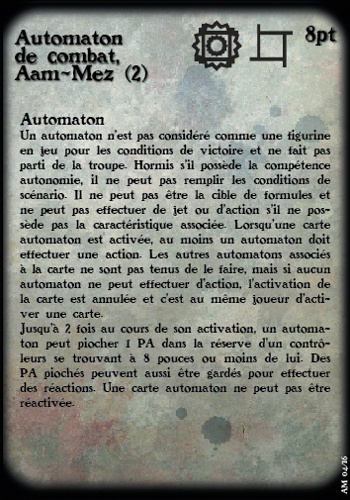 Automaton
de combat,
Aam~Mez (2)
8pt
Automaton
Un automaton n'est pas considéré comme une figurine
en jeu pour les conditions de victoire et ne fait pas
parti de la troupe. Hormis s'il possède la compétence
autonomie, il ne peut pas remplir les conditions de
scénario. Il ne peut pas être la cible de formules et
ne peut pas effectuer de jet ou d'action s'il ne pos-
sède pas la caractéristique associée. Lorsqu'une carte
automaton est activée, au moins un automaton doit
effectuer une action. Les autres automatons associés
à la carte ne sont pas tenus de le faire, mais si aucun
automaton ne peut effectuer d'action, l'activation de
la carte est annulée et c'est au même joueur d'acti-
ver une carte.
Jusqu'à 2 fois au cours de son activation, un automa-
ton peut piocher 1 PA dans la réserve d'un contrô-
leurs se trouvant à 8 pouces ou moins de lui. Des
PA piochés peuvent aussi être gardés pour effectuer
des réactions. Une carte automaton ne peut pas être
réactivée.
AM 04/16